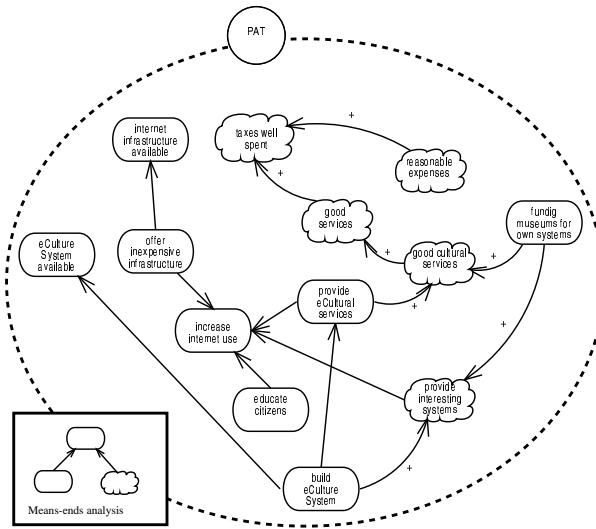 PAT
internet
infrastructure
available
taxes well
spent
+
reasonable
expenses
+
good
services
fundig
museums for
own systems
eCulture
System
available
offer
inexpensive
infrastructure
+
good cultural
services
+
provide
eCultural
services
+
increase
internet use
+
educate
citizens
provide
interesting
systems
build
eCulture
System
+
Means-ends analysis